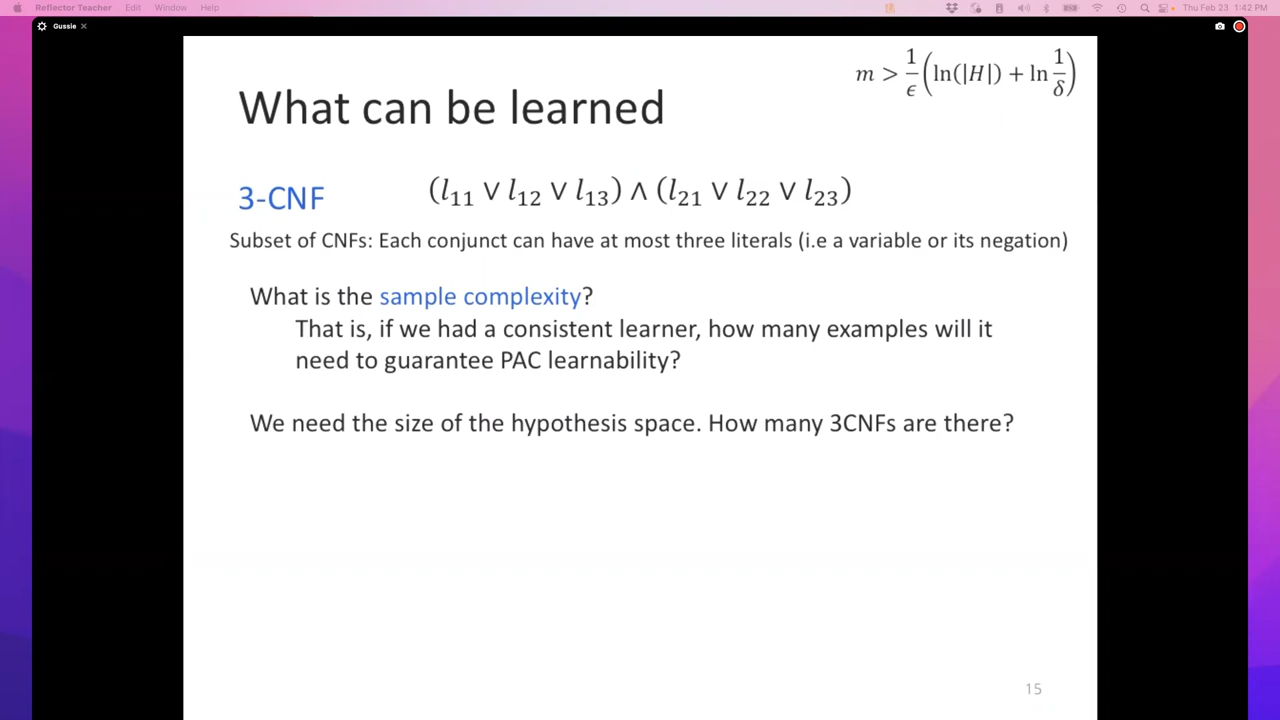 Reflector Teacher Edit Window Help Thu Feb 23 1:42 PM
Gussie
m > 1/ϵ (ln(|H|) + ln 1/δ)
What can be learned
3-CNF (l₁₁ ∨ l₁₂ ∨ l₁₃) ∧ (l₂₁ ∨ l₂₂ ∨ l₂₃)
Subset of CNFs: Each conjunct can have at most three literals (i.e a variable or its negation)
What is the sample complexity?
That is, if we had a consistent learner, how many examples will it
need to guarantee PAC learnability?
We need the size of the hypothesis space. How many 3CNFs are there?
15